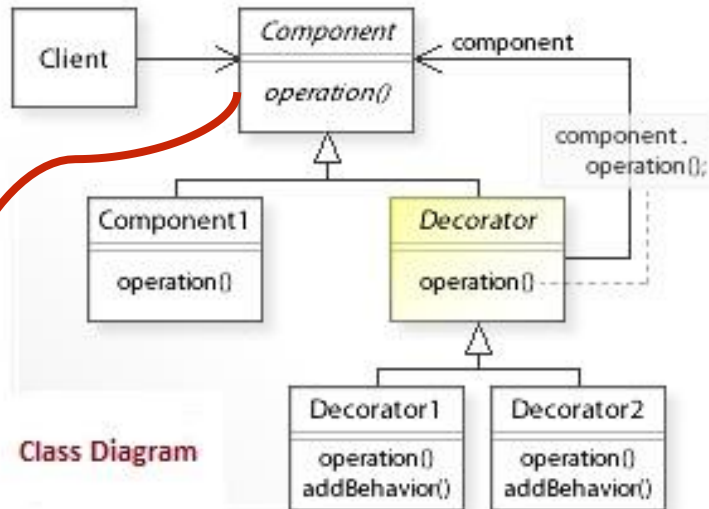 Client
Component
operation()
component
component.
operation();
Component1
operation()
Decorator
operation()
Decorator1
operation()
addBehavior()
Decorator2
operation()
addBehavior()
Class Diagram